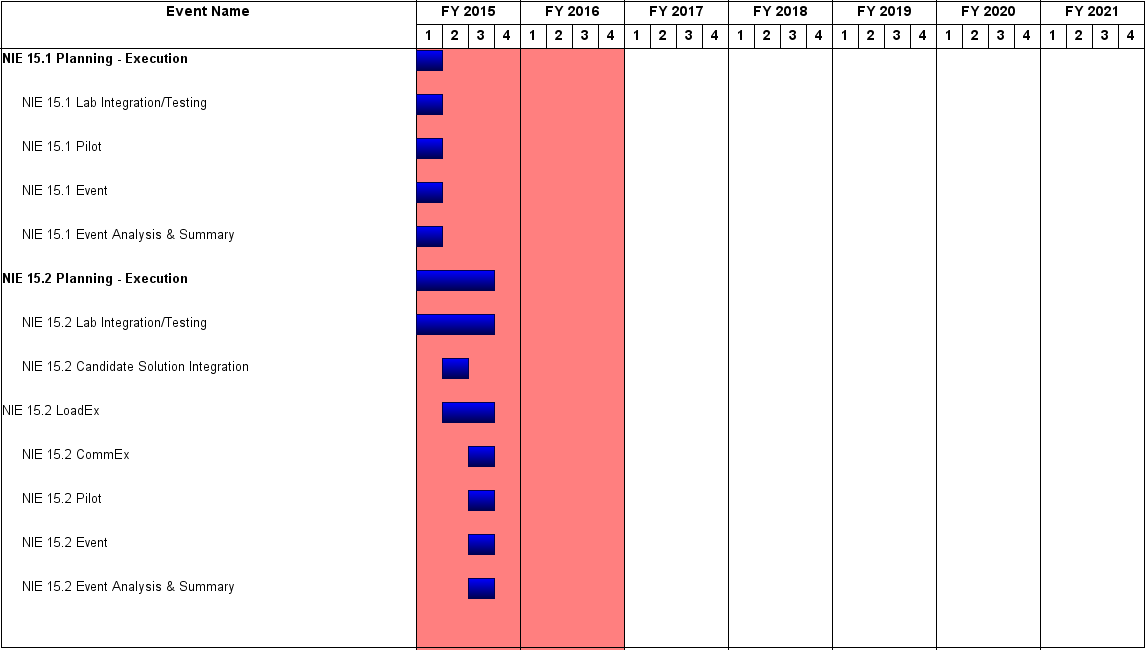 Event Name FY 2015 FY 2016 FY 2017 FY 2018 FY 2019 FY 2020 FY 2021
1 2 3 4 1 2 3 4 1 2 3 4 1 2 3 4 1 2 3 4 1 2 3 4 1 2 3 4
NIE 15.1 Planning - Execution
NIE 15.1 Lab Integration/Testing
NIE 15.1 Pilot
NIE 15.1 Event
NIE 15.1 Event Analysis & Summary
NIE 15.2 Planning - Execution
NIE 15.2 Lab Integration/Testing
NIE 15.2 Candidate Solution Integration
NIE 15.2 LoadEx
NIE 15.2 CommEx
NIE 15.2 Pilot
NIE 15.2 Event
NIE 15.2 Event Analysis & Summary